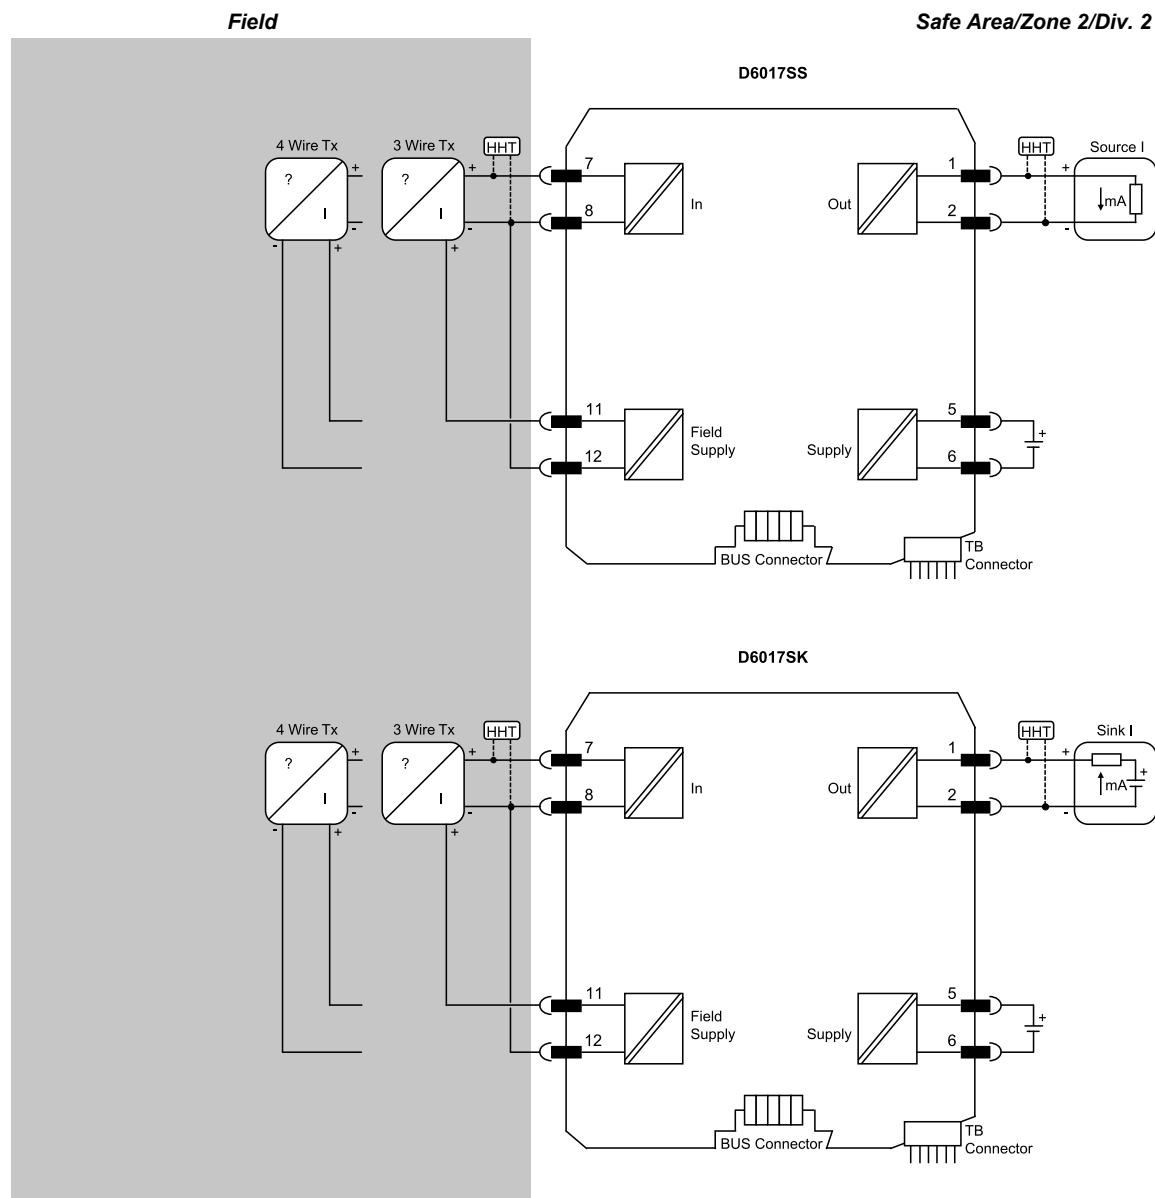 Field Safe Area/Zone 2/Div. 2
D6017SS
4 Wire Tx 3 Wire Tx HHT 7 1 HHT Source I
+ + + 
? ? In Out mA
I I 8 2
- - -
- + +
11 5
Field Supply +
Supply
12 6
BUS Connector TB
Connector
D6017SK
4 Wire Tx 3 Wire Tx HHT 7 1 HHT Sink I
+ + + +
? ? In Out mA
I I 8 2
- - -
- + +
11 5
Field Supply +
Supply
12 6
BUS Connector TB
Connector